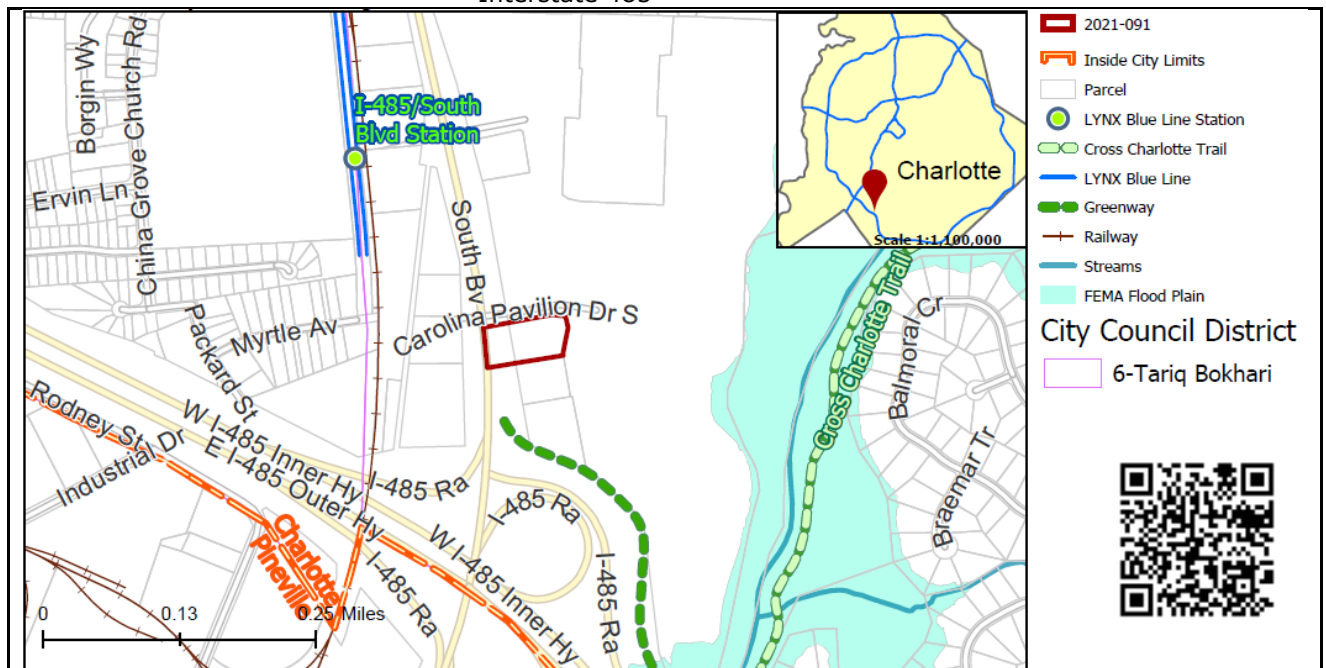 Interstate 485
Borgin Wy
China Grove Church Rd
I-485/South
Blvd Station
Ervin Ln
South Bv
Carolina Pavilion Dr S
Myrtle Av
Packard St
Rodney St
Industrial Dr
W I-485 Inner Hy
E I-485 Outer Hy
I-485 Ra
I-485 Ra
W I-485 Inner Hy
I-485 Ra
I-485 Ra
Charlotte
Pineville
0
0.13
0.25 Miles
Cross Charlotte Trail
Cross Charlotte Trail
Balmoral Cr
Braemar Tr
Charlotte
Scale 1:1,100,000
2021-091
Inside City Limits
Parcel
LYNX Blue Line Station
Cross Charlotte Trail
LYNX Blue Line
Greenway
Railway
Streams
FEMA Flood Plain
City Council District
6-Tariq Bokhari